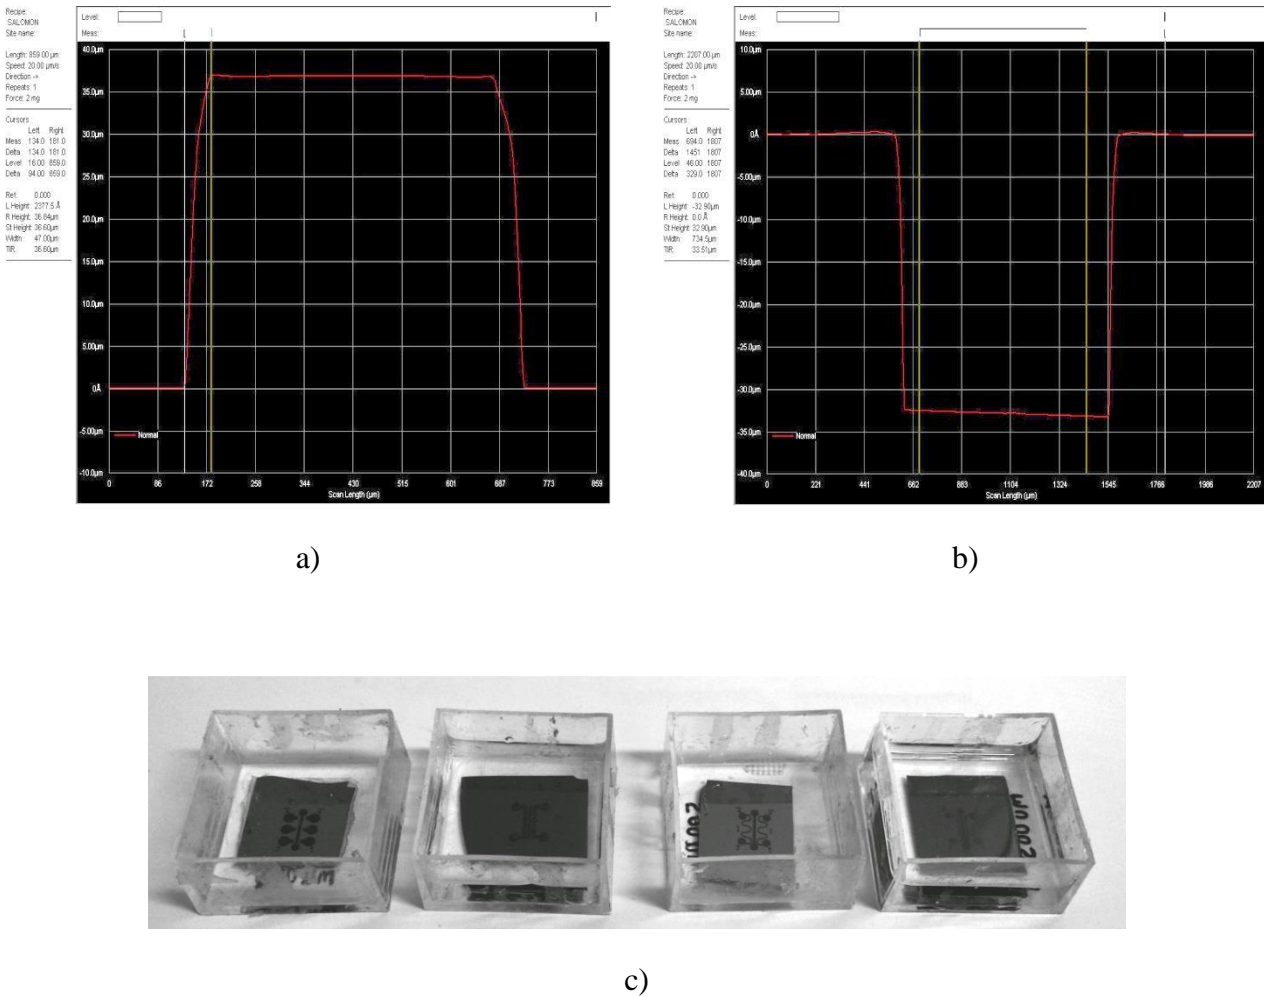 Recipe:
SALOMON
Site name:
Length: 859.00 µm
Speed: 20.00 µm/s
Direction: ->
Repeats: 1
Force: 2 mg
Cursors
Left Right
Meas 134.0 181.0
Delta 134.0 181.0
Level 16.00 859.0
Delta 94.00 859.0
Ref: 0.000
L Height: 2377.5 Å
R Height: 36.84µm
St Height: 36.60µm
Width: 47.00µm
TIR: 36.60µm
Level:
Meas:
40.0µm
35.0µm
30.0µm
25.0µm
20.0µm
15.0µm
10.0µm
5.00µm
0Å
-5.00µm
-10.0µm
Normal
0 86 172 258 344 430 515 601 687 773 859
Scan Length (µm)
a)
Recipe:
SALOMON
Site name:
Length: 2207.00 µm
Speed: 20.00 µm/s
Direction: ->
Repeats: 1
Force: 2 mg
Cursors
Left Right
Meas 694.0 1807
Delta 1451 1807
Level 46.00 1807
Delta 329.0 1807
Ref: 0.000
L Height: -32.90µm
R Height: 0.0 Å
St Height: 32.90µm
Width: 734.5µm
TIR: 33.51µm
Level:
Meas:
10.0µm
5.00µm
0Å
-5.00µm
-10.0µm
-15.0µm
-20.0µm
-25.0µm
-30.0µm
-35.0µm
-40.0µm
Normal
0 221 441 662 883 1104 1324 1545 1766 1986 2207
Scan Length (µm)
b)
c)